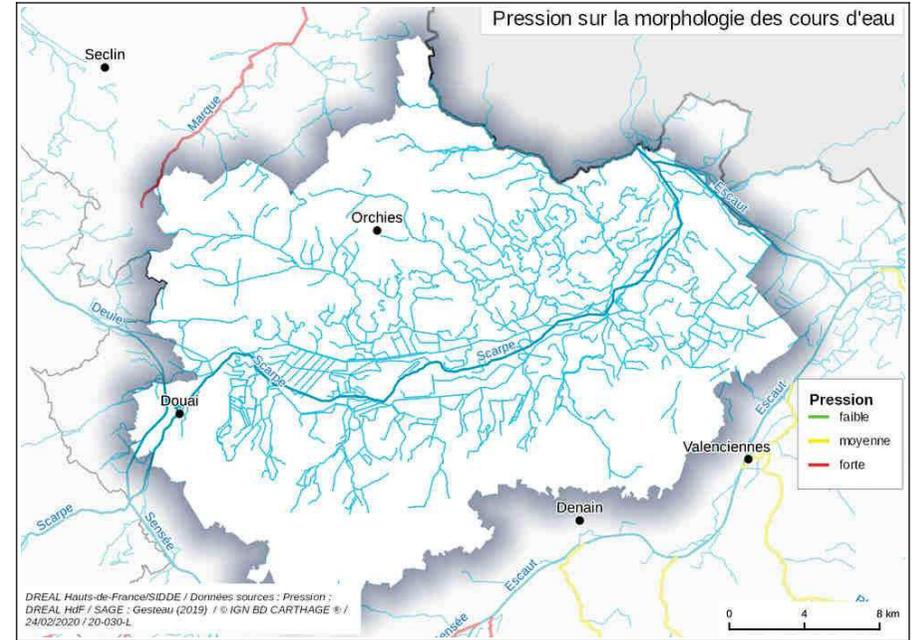 Pression sur la morphologie des cours d'eau
Seclin
Marque
Orchies
Escaut
Deule
Scarpe
Scarpe
Douai
Escaut
Pression
faible
moyenne
forte
Valenciennes
Scarpe
Sensée
Denain
Escaut
DREAL Hauts-de-France/SIDDE / Données sources : Pression ;
DREAL HdF / SAGE : Gesteau (2019) / © IGN BD CARTHAGE ® /
24/02/2020 / 20-030-L
ensée
0 4 8 km